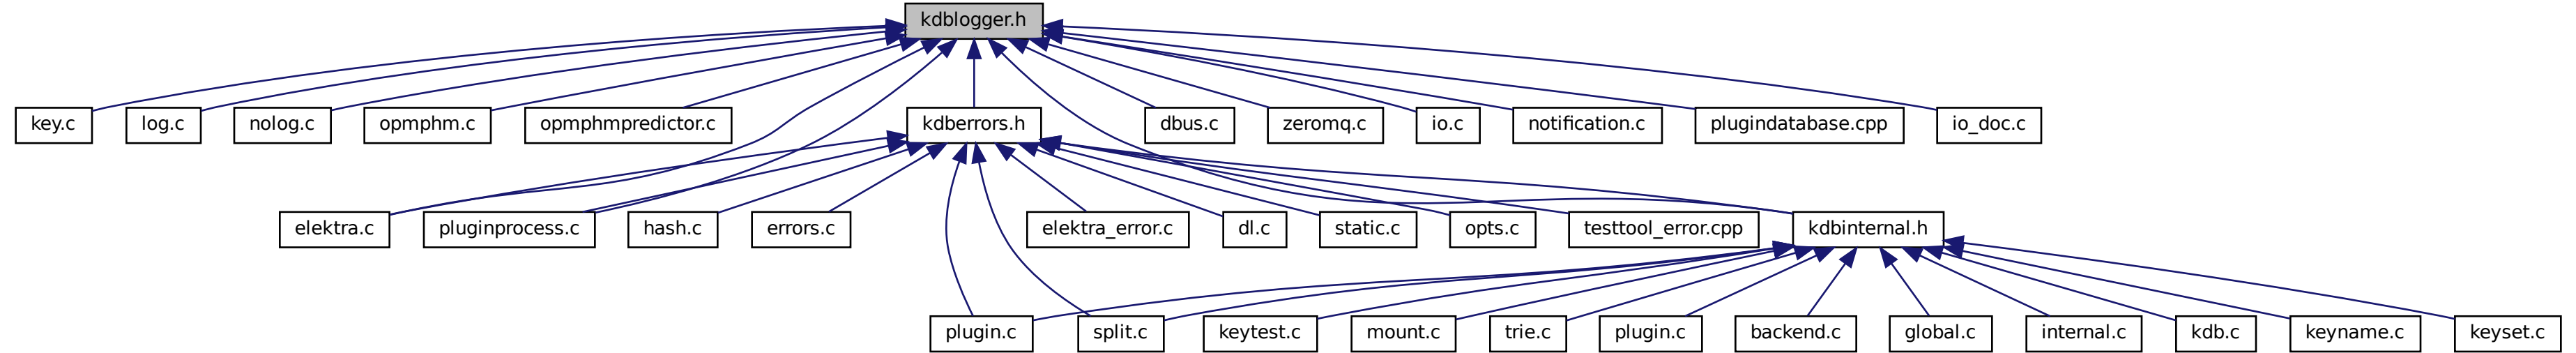 kdblogger.h
key.c
log.c
nolog.c
opmphm.c
opmphmpredictor.c
kdberrors.h
dbus.c
zeromq.c
io.c
notification.c
plugindatabase.cpp
io_doc.c
elektra.c
pluginprocess.c
hash.c
errors.c
elektra_error.c
dl.c
static.c
opts.c
testtool_error.cpp
kdbinternal.h
plugin.c
split.c
keytest.c
mount.c
trie.c
plugin.c
backend.c
global.c
internal.c
kdb.c
keyname.c
keyset.c